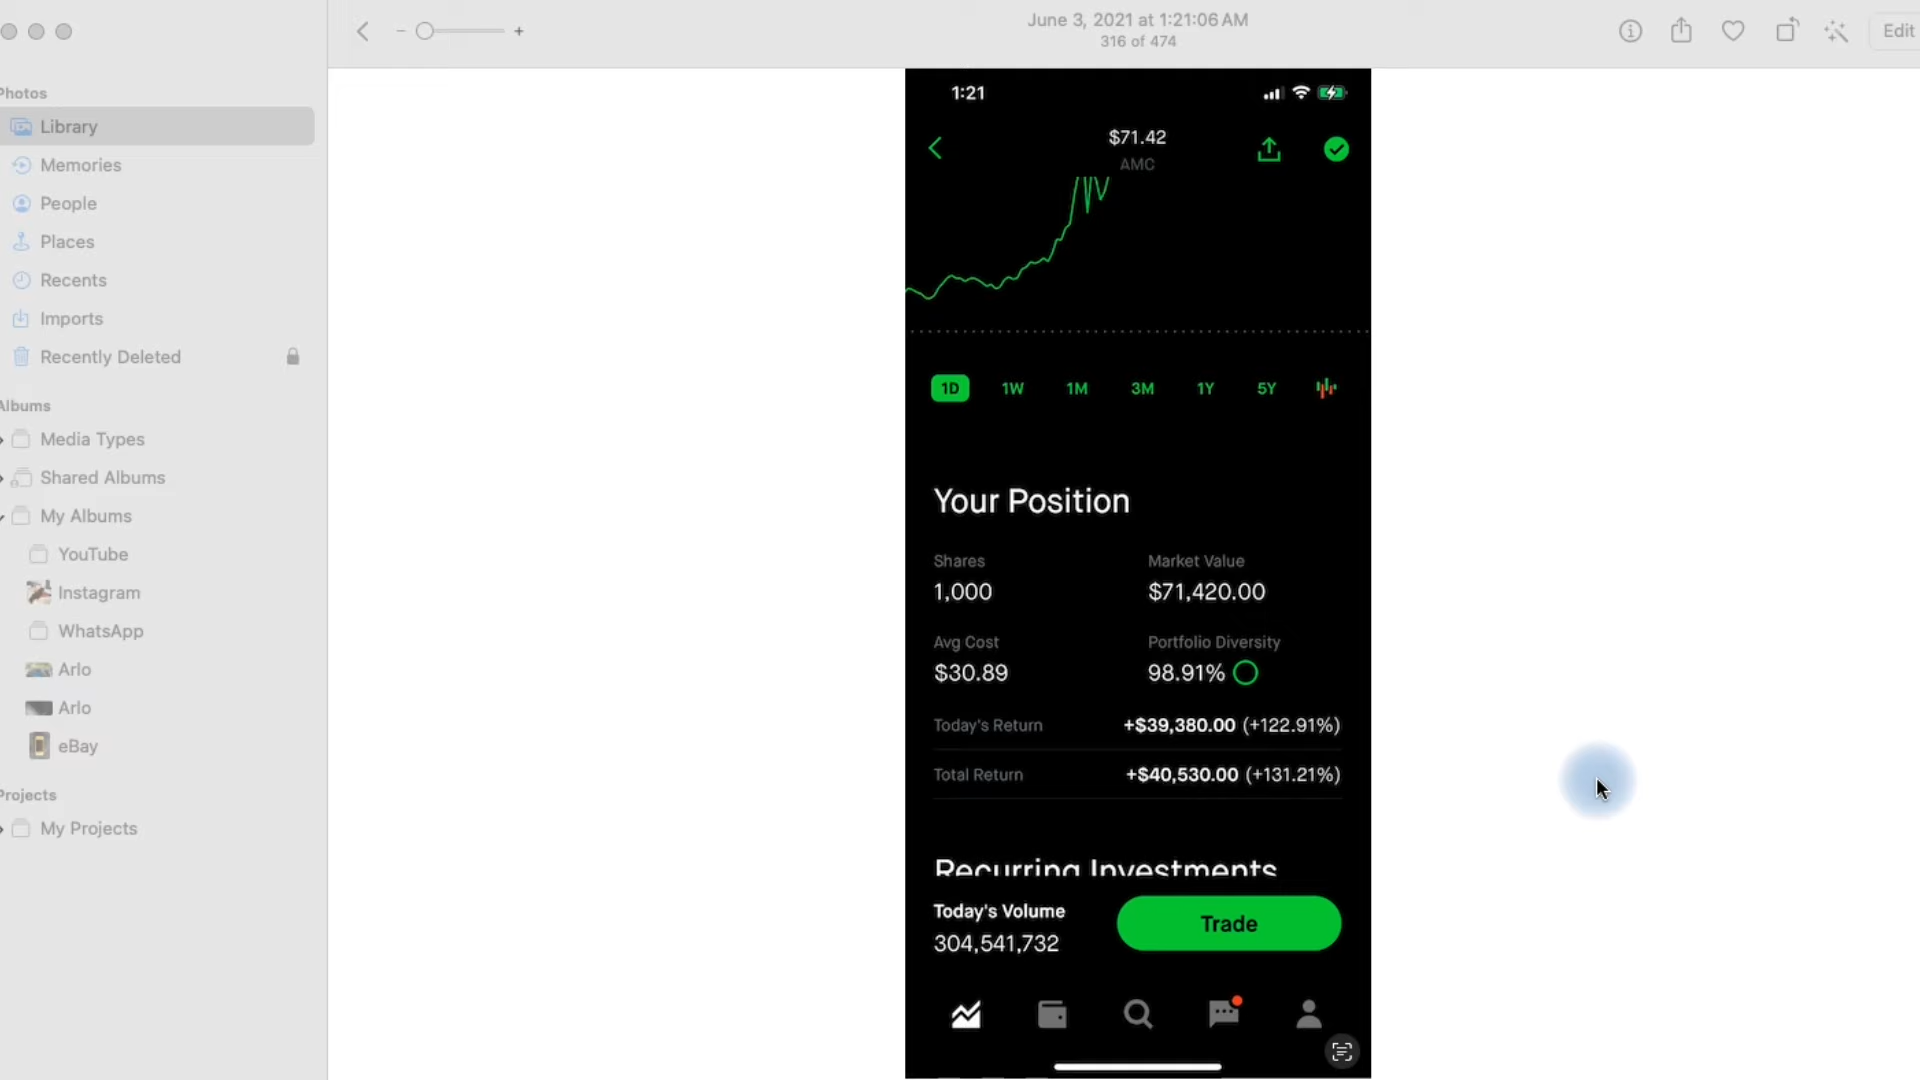 June 3, 2021 at 1:21:06 AM
316 of 474
Edit
Photos
Library
Memories
People
Places
Recents
Imports
Recently Deleted
Albums
Media Types
Shared Albums
My Albums
YouTube
Instagram
WhatsApp
Arlo
Arlo
eBay
Projects
My Projects
1:21
$71.42
AMC
1D 1W 1M 3M 1Y 5Y
Your Position
Shares Market Value
1,000 $71,420.00
Avg Cost Portfolio Diversity
$30.89 98.91%
Today's Return +$39,380.00 (+122.91%)
Total Return +$40,530.00 (+131.21%)
Recurring Investments
Today's Volume
304,541,732
Trade